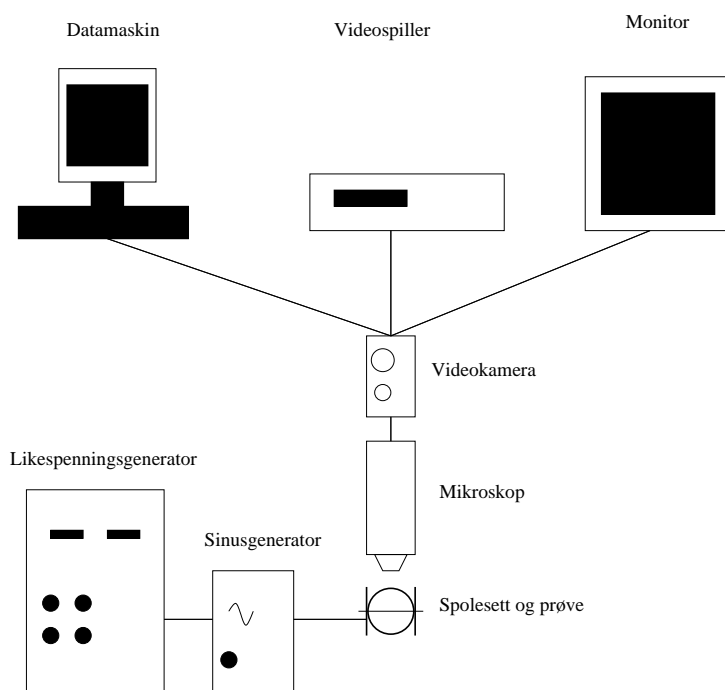 Datamaskin
Videospiller
Monitor
Videokamera
Likespenningsgenerator
Mikroskop
Sinusgenerator
Spolesett og prøve